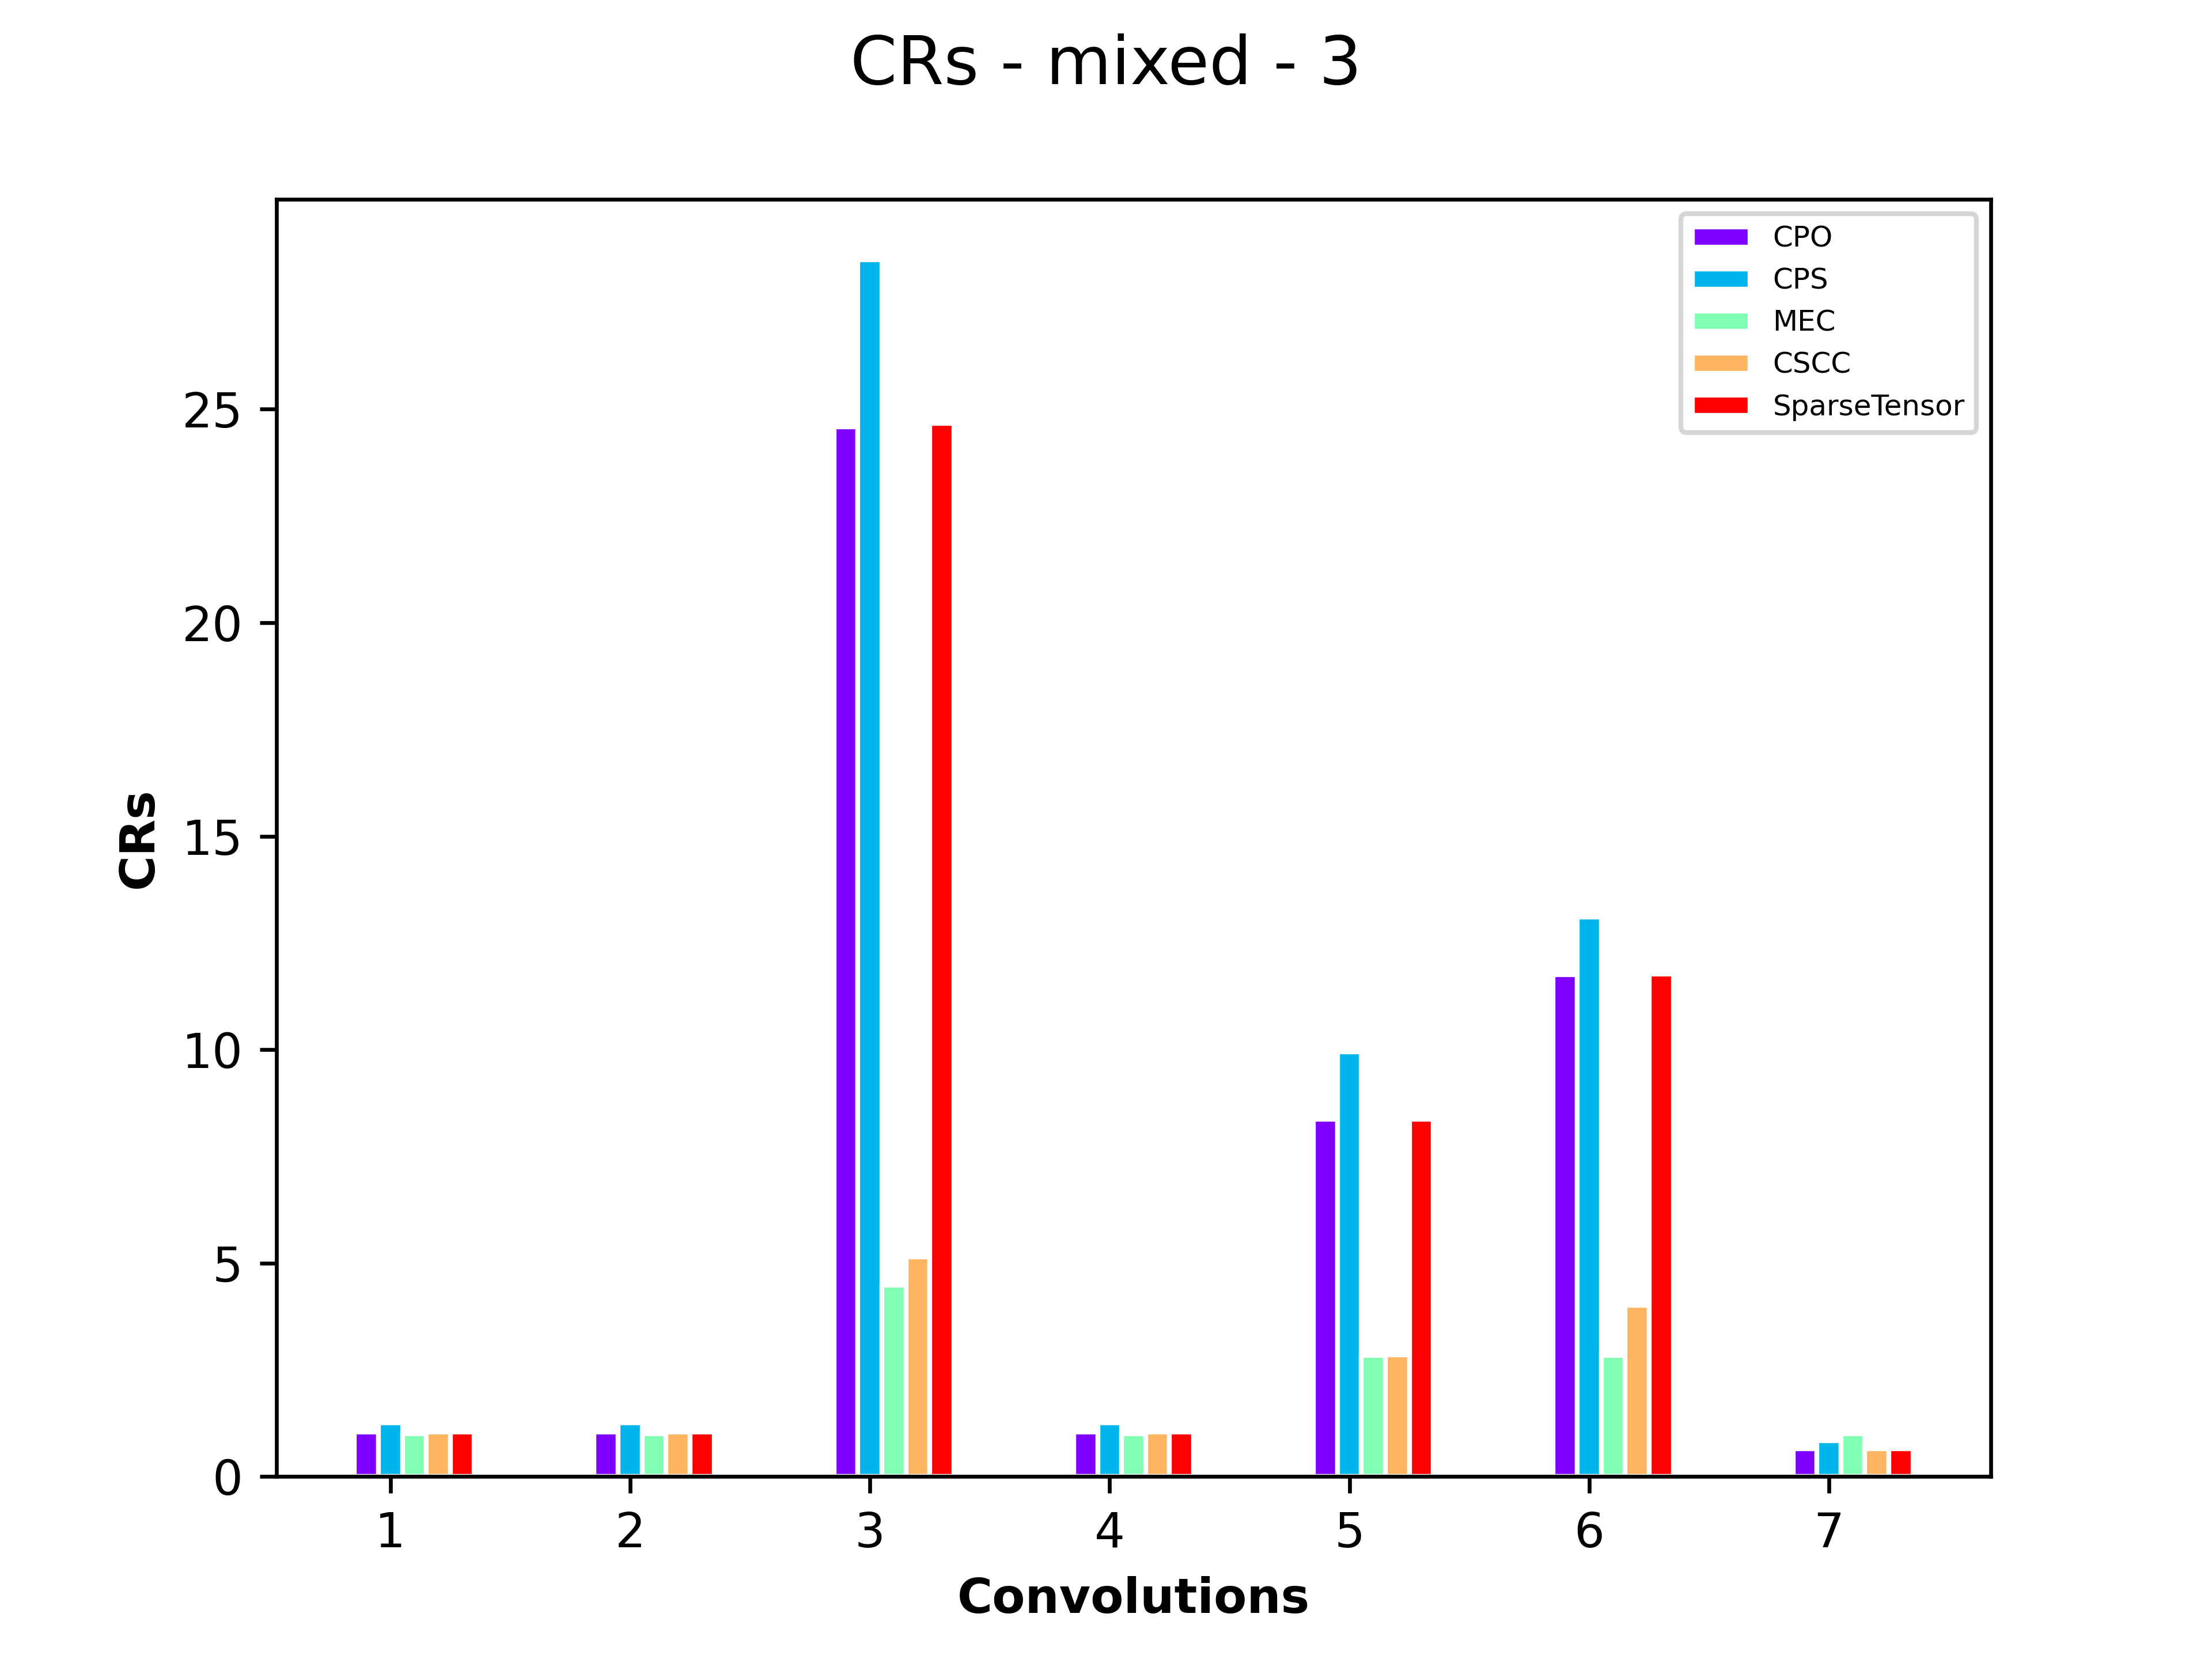 CRs - mixed - 3
CPO
CPS
MEC
CSCC
SparseTensor
25
20
15
10
5
0
CRs
1 2 3 4 5 6 7
Convolutions